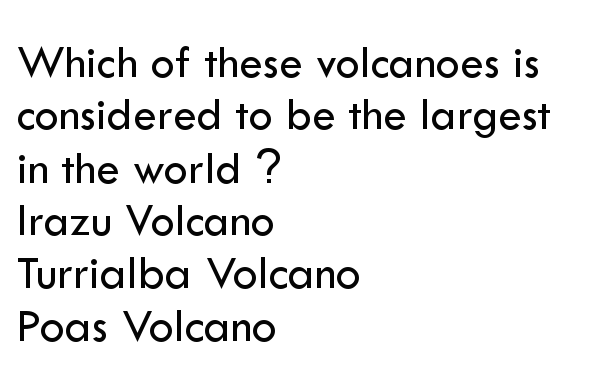 Which of these volcanoes is
considered to be the largest
in the world ?
Irazu Volcano
Turrialba Volcano
Poas Volcano